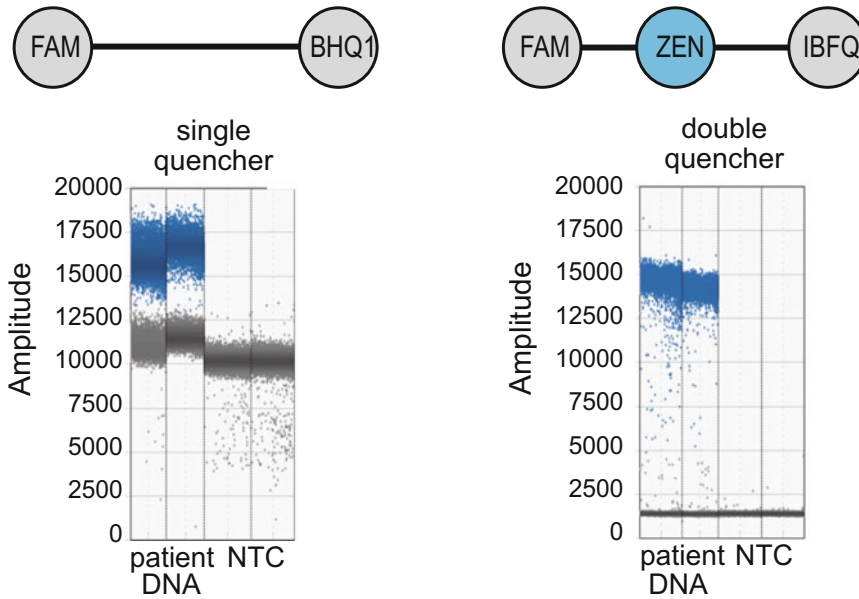 FAM
BHQ1
FAM
ZEN
IBFQ
single
quencher
20000
17500
15000
12500
10000
7500
5000
2500
0
Amplitude
patient NTC
DNA
double
quencher
20000
17500
15000
12500
10000
7500
5000
2500
0
Amplitude
patient NTC
DNA